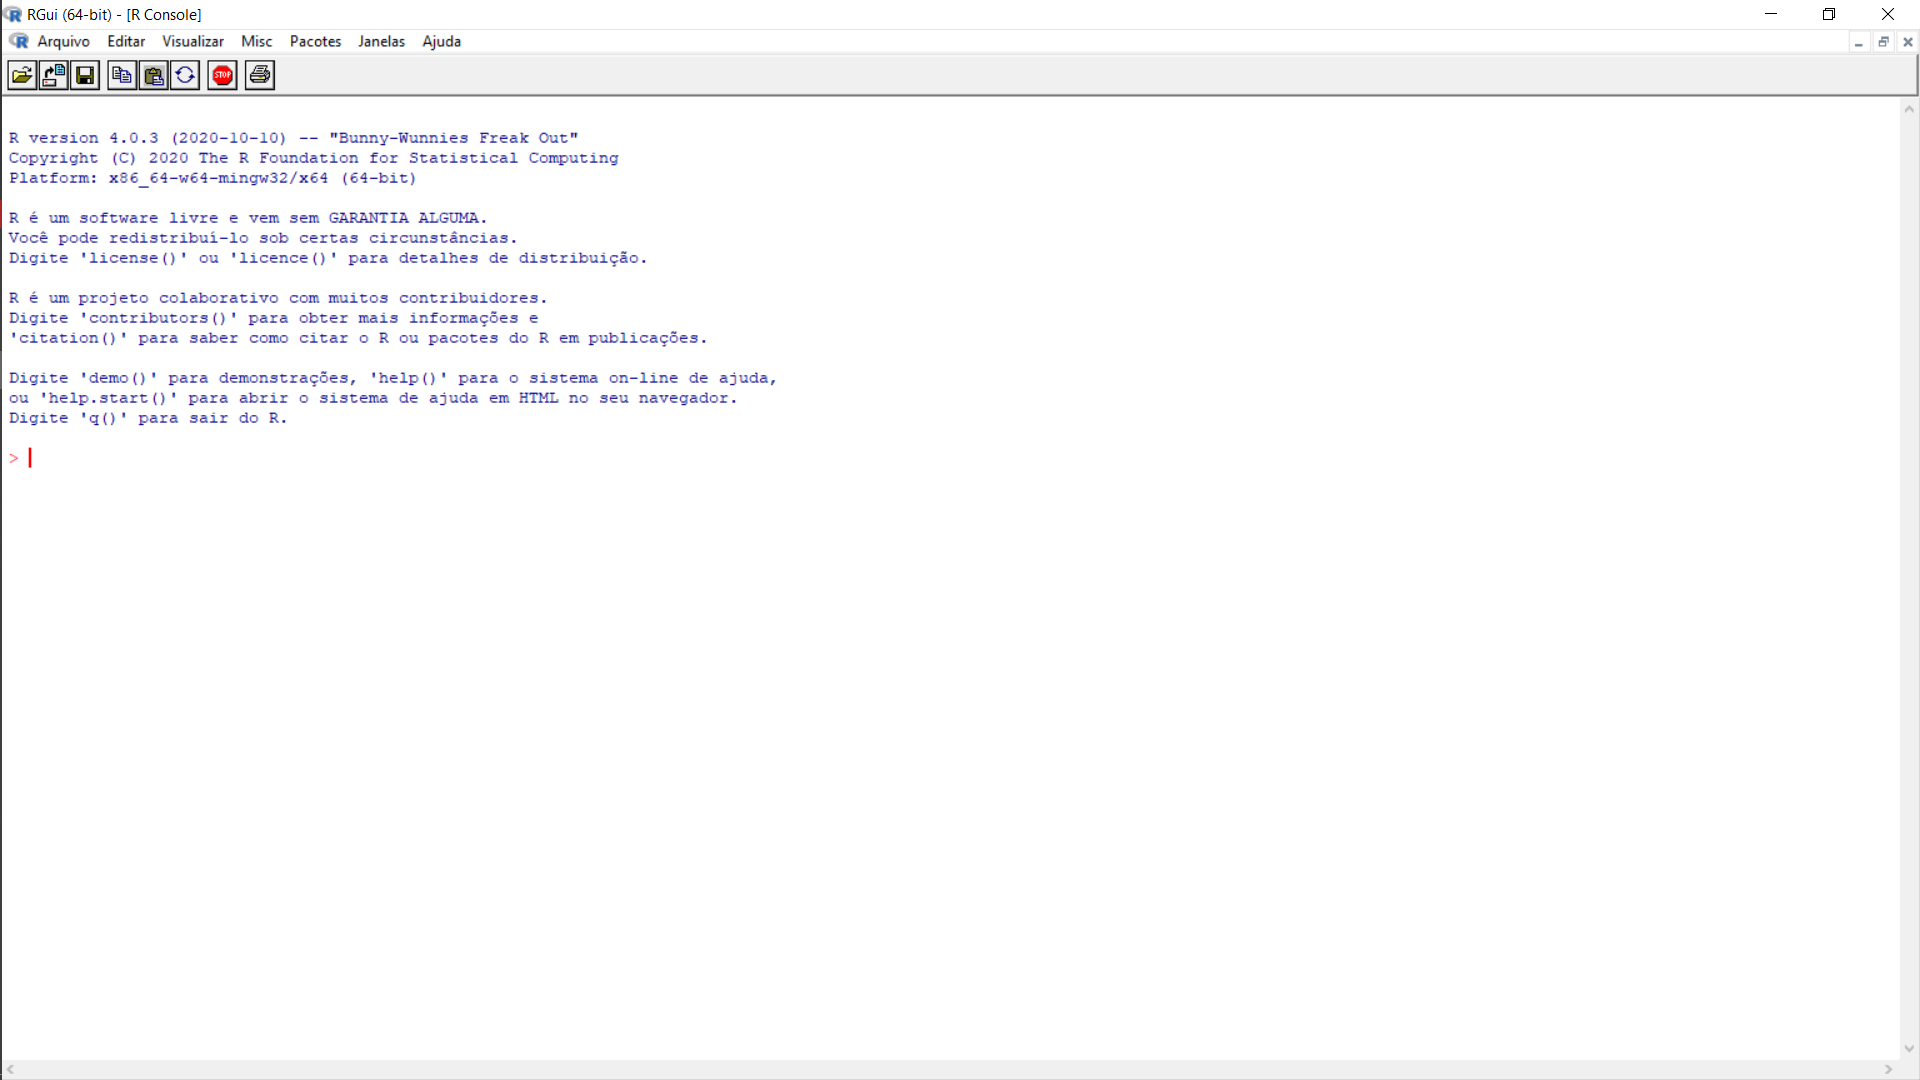 RGui (64-bit) - [R Console]
Arquivo Editar Visualizar Misc Pacotes Janelas Ajuda
STOP
R version 4.0.3 (2020-10-10) -- "Bunny-Wunnies Freak Out"
Copyright (C) 2020 The R Foundation for Statistical Computing
Platform: x86_64-w64-mingw32/x64 (64-bit)
R é um software livre e vem sem GARANTIA ALGUMA.
Você pode redistribuí-lo sob certas circunstâncias.
Digite 'license()' ou 'licence()' para detalhes de distribuição.
R é um projeto colaborativo com muitos contribuidores.
Digite 'contributors()' para obter mais informações e
'citation()' para saber como citar o R ou pacotes do R em publicações.
Digite 'demo()' para demonstrações, 'help()' para o sistema on-line de ajuda,
ou 'help.start()' para abrir o sistema de ajuda em HTML no seu navegador.
Digite 'q()' para sair do R.
>